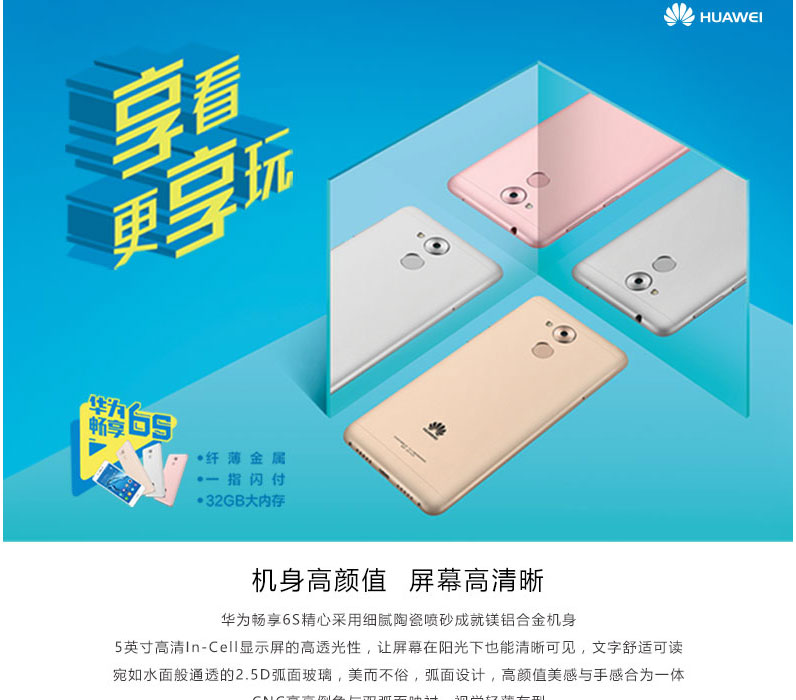 HUAWEI
享看
更享玩
华为
畅享6S
•纤薄金属
•一指闪付
•32GB大内存
HUAWEI
机身高颜值 屏幕高清晰
华为畅享6S精心采用细腻陶瓷喷砂成就镁铝合金机身
5英寸高清In-Cell显示屏的高透光性，让屏幕在阳光下也能清晰可见，文字舒适可读
宛如水面般通透的2.5D弧面玻璃，美而不俗，弧面设计，高颜值美感与手感合为一体